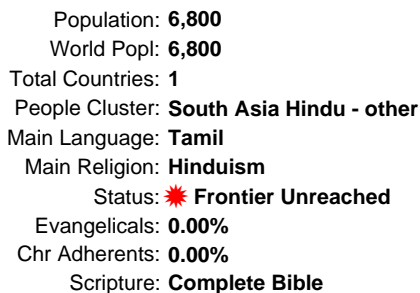 Population: 6,800
World Popl: 6,800
Total Countries: 1
People Cluster: South Asia Hindu - other
Main Language: Tamil
Main Religion: Hinduism
Status: Frontier Unreached
Evangelicals: 0.00%
Chr Adherents: 0.00%
Scripture: Complete Bible